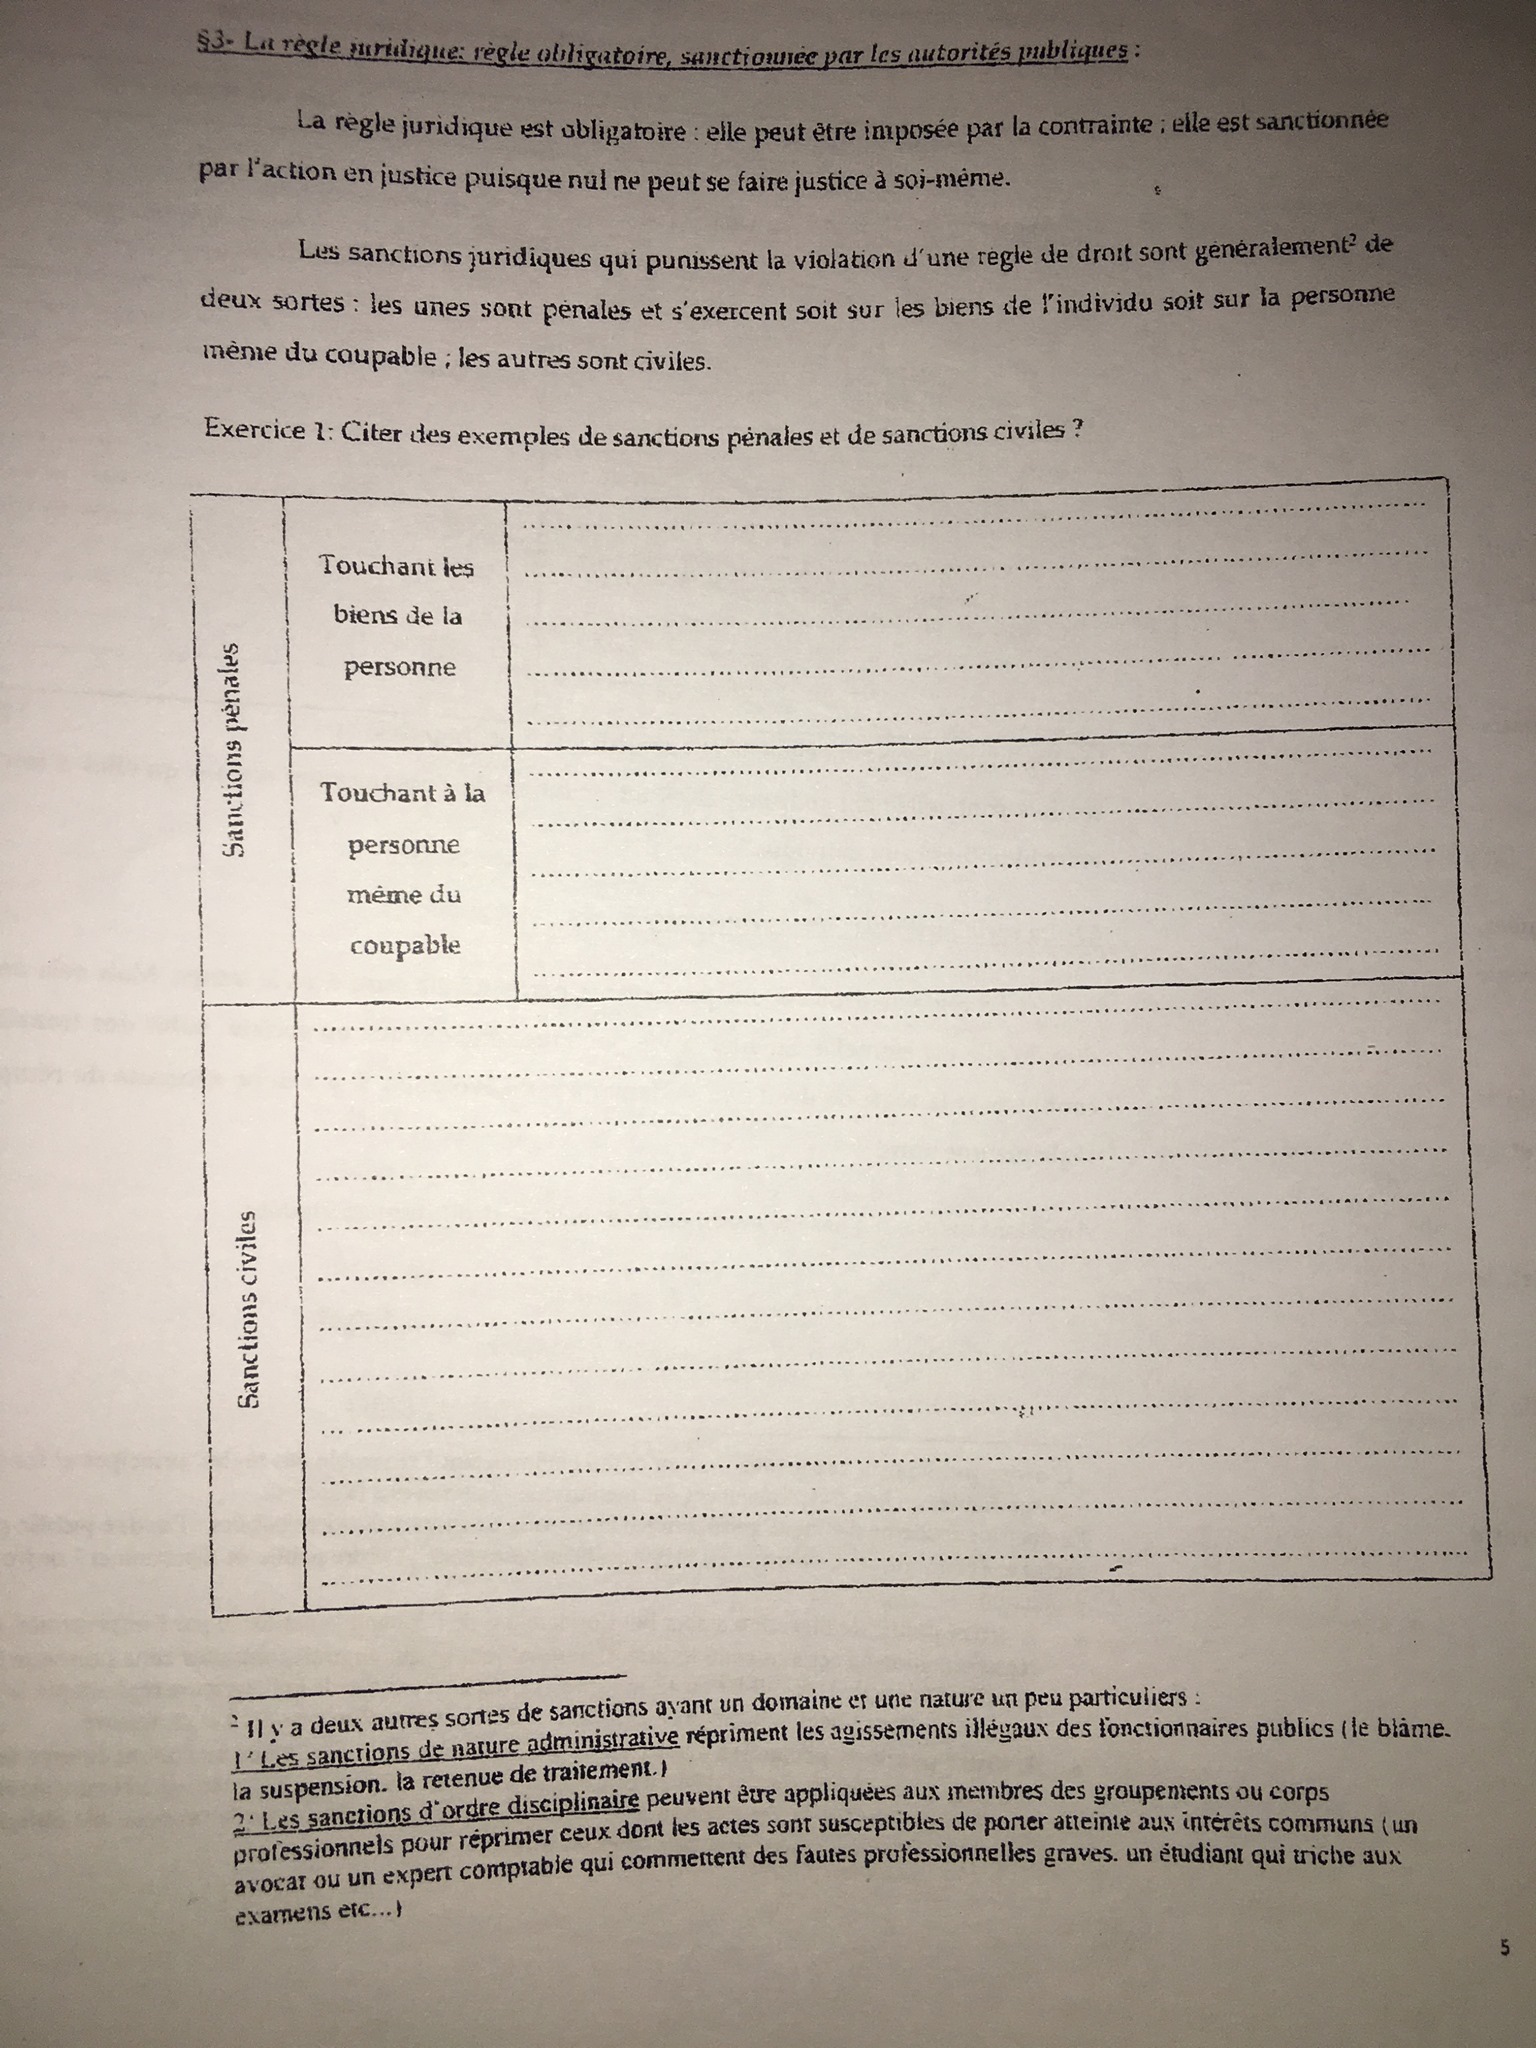 §3- La règle juridique: règle obligatoire, sanctionnée par les autorités publiques :
La règle juridique est obligatoire : elle peut être imposée par la contrainte ; elle est sanctionnée
par l'action en justice puisque nul ne peut se faire justice à soi-même.
Les sanctions juridiques qui punissent la violation d'une règle de droit sont généralement² de
deux sortes : les unes sont pénales et s'exercent soit sur les biens de l'individu soit sur la personne
même du coupable ; les autres sont civiles.
Exercice 1: Citer des exemples de sanctions pénales et de sanctions civiles ?
Sanctions pénales
Touchant les
biens de la
personne
Touchant à la
personne
même du
coupable
Sanctions civiles
² Il y a deux autres sortes de sanctions ayant un domaine et une nature un peu particuliers :
1° Les sanctions de nature administrative répriment les agissements illégaux des fonctionnaires publics (le blâme.
la suspension. la retenue de traitement.)
2° Les sanctions d'ordre disciplinaire peuvent être appliquées aux membres des groupements ou corps
professionnels pour réprimer ceux dont les actes sont susceptibles de porter atteinte aux intérêts communs (un
avocat ou un expert comptable qui commettent des fautes professionnelles graves. un étudiant qui triche aux
examens etc...)
5